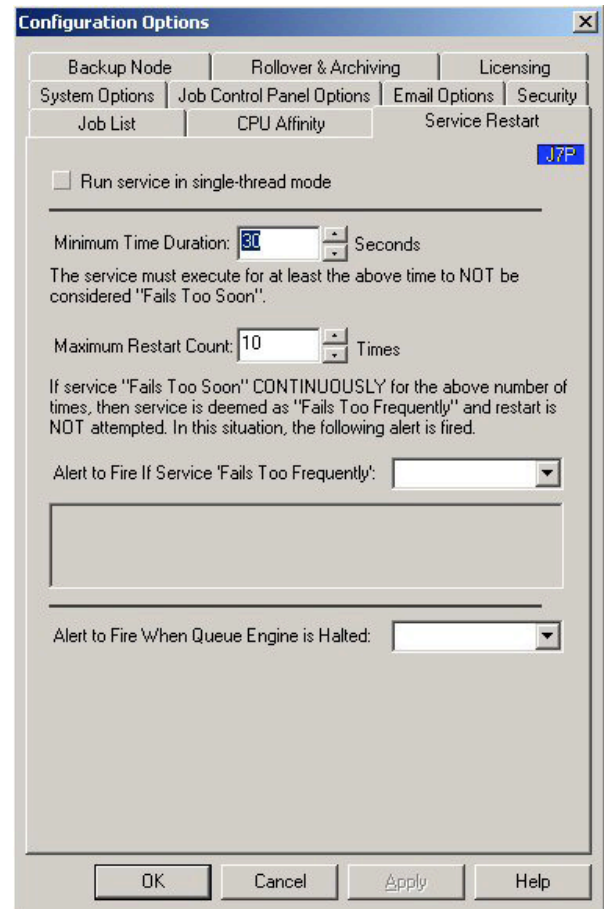 Configuration Options
Backup Node Rollover & Archiving Licensing
System Options Job Control Panel Options Email Options Security
Job List CPU Affinity Service Restart
J7P
Run service in single-thread mode
Minimum Time Duration: 30 Seconds
The service must execute for at least the above time to NOT be
considered "Fails Too Soon".
Maximum Restart Count: 10 Times
If service "Fails Too Soon" CONTINUOUSLY for the above number of
times, then service is deemed as "Fails Too Frequently" and restart is
NOT attempted. In this situation, the following alert is fired.
Alert to Fire If Service 'Fails Too Frequently':
Alert to Fire When Queue Engine is Halted:
OK Cancel Apply Help